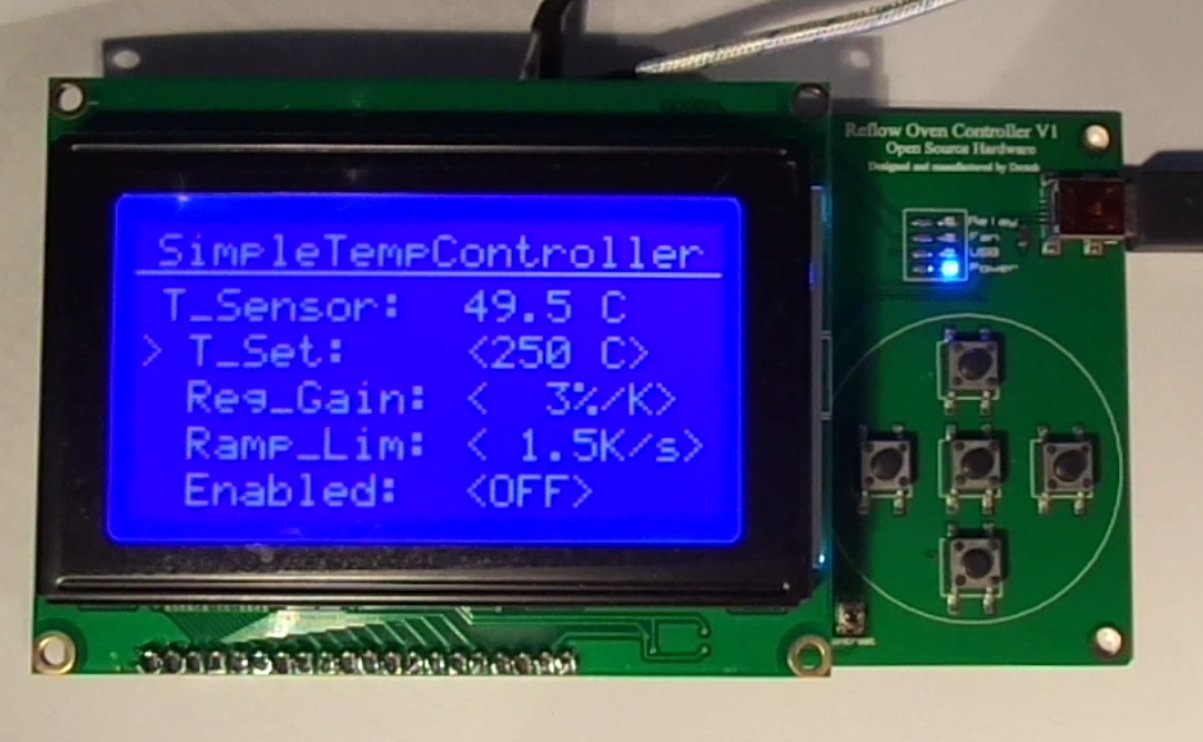 SimpleTempController
T_Sensor: 49.5 C
> T_Set: <250 C>
Reg_Gain: < 3%/K>
Ramp_Lim: < 1.5K/s>
Enabled: <OFF>
Reflow Oven Controller V1
Open Source Hardware
Designed and manufactured by
Relay
Fan
USB
Power